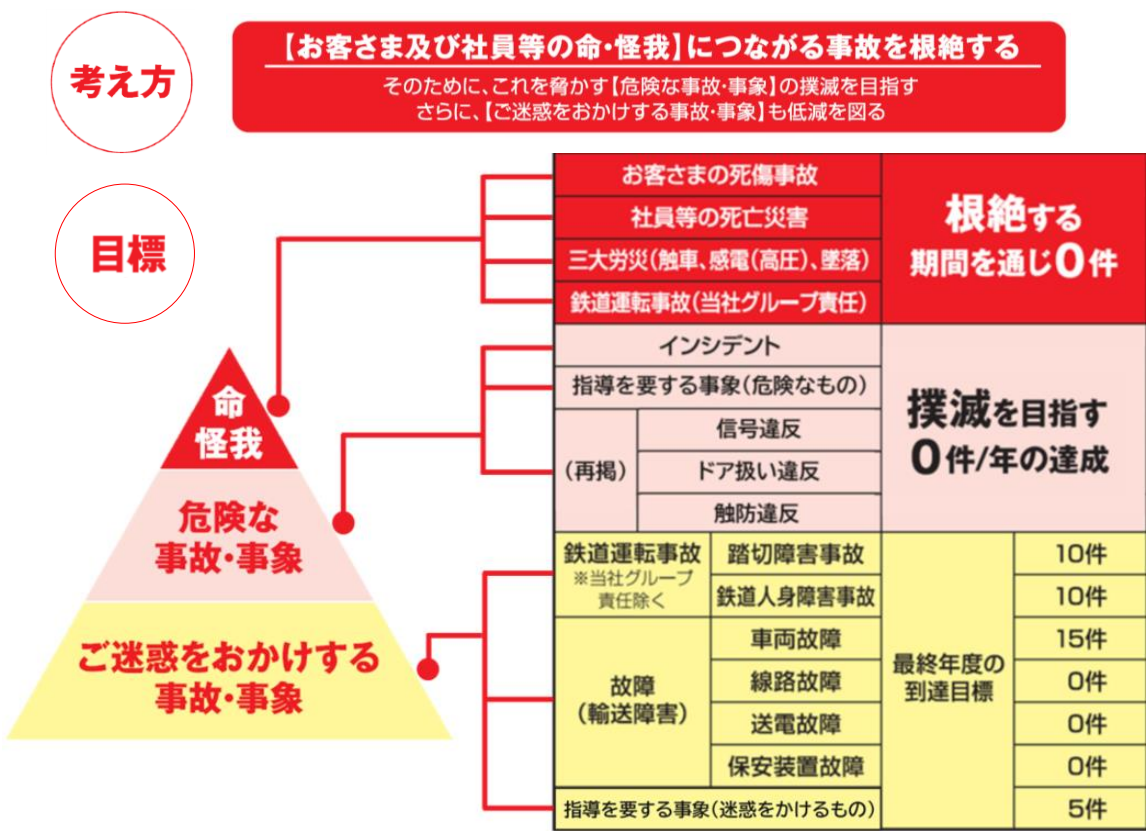 考え方
【お客さま及び社員等の命・怪我】につながる事故を根絶する
そのために、これを脅かす【危険な事故・事象】の撲滅を目指す
さらに、【ご迷惑をおかけする事故・事象】も低減を図る
目標
命
怪我
危険な
事故・事象
ご迷惑をおかけする
事故・事象
お客さまの死傷事故
社員等の死亡災害
三大労災(触車、感電(高圧)、墜落)
鉄道運転事故(当社グループ責任)
根絶する
期間を通じ0件
インシデント
指導を要する事象(危険なもの)
(再掲)
信号違反
ドア扱い違反
触防違反
撲滅を目指す
0件/年の達成
鉄道運転事故
※当社グループ
責任除く
踏切障害事故
鉄道人身障害事故
故障
(輸送障害)
車両故障
線路故障
送電故障
保安装置故障
指導を要する事象(迷惑をかけるもの)
最終年度の
到達目標
10件
10件
15件
0件
0件
0件
5件